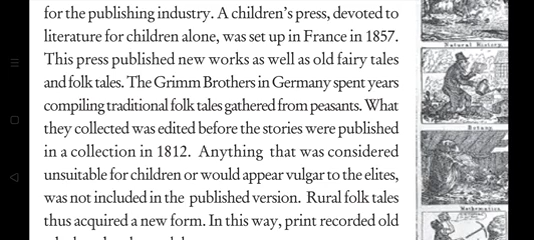 for the publishing industry. A children's press, devoted to
literature for children alone, was set up in France in 1857.
This press published new works as well as old fairy tales
and folk tales. The Grimm Brothers in Germany spent years
compiling traditional folk tales gathered from peasants. What
they collected was edited before the stories were published
in a collection in 1812. Anything that was considered
unsuitable for children or would appear vulgar to the elites,
was not included in the published version. Rural folk tales
thus acquired a new form. In this way, print recorded old
Natural History.
Botany.
Mathematics